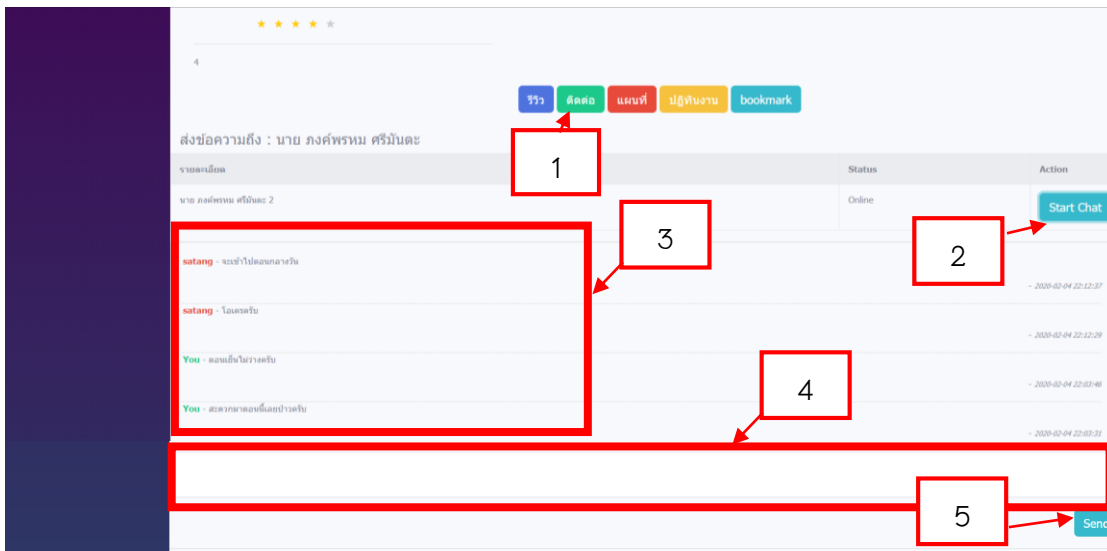 4
รีวิว ติดต่อ แผนที่ ปฏิทินงาน bookmark
1
ส่งข้อความถึง : นาย ภงค์พรหม ศรีมันตะ
รายละเอียด Status Action
นาย ภงค์พรหม ศรีมันตะ 2 Online Start Chat
3
2
satang - จะเข้าไปตอนกลางวัน
- 2020-02-04 22:12:37
satang - โอเครครับ
- 2020-02-04 22:12:29
You - ตอนเย็นไม่ว่างครับ
- 2020-02-04 22:03:46
4
You - สะดวกมาตอนนี้เลยป่าวครับ
- 2020-02-04 22:03:31
5
Send